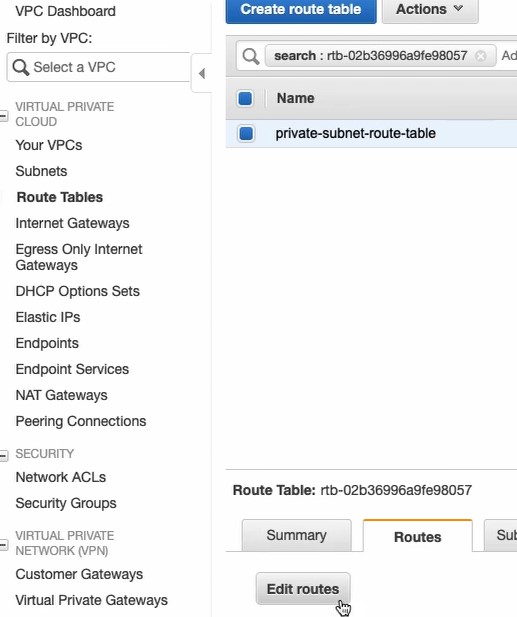 VPC Dashboard
Filter by VPC:
Select a VPC
VIRTUAL PRIVATE
CLOUD
Your VPCs
Subnets
Route Tables
Internet Gateways
Egress Only Internet
Gateways
DHCP Options Sets
Elastic IPs
Endpoints
Endpoint Services
NAT Gateways
Peering Connections
SECURITY
Network ACLs
Security Groups
VIRTUAL PRIVATE
NETWORK (VPN)
Customer Gateways
Virtual Private Gateways
Create route table Actions
search : rtb-02b36996a9fe98057 Ad
Name
private-subnet-route-table
Route Table: rtb-02b36996a9fe98057
Summary Routes Sub
Edit routes